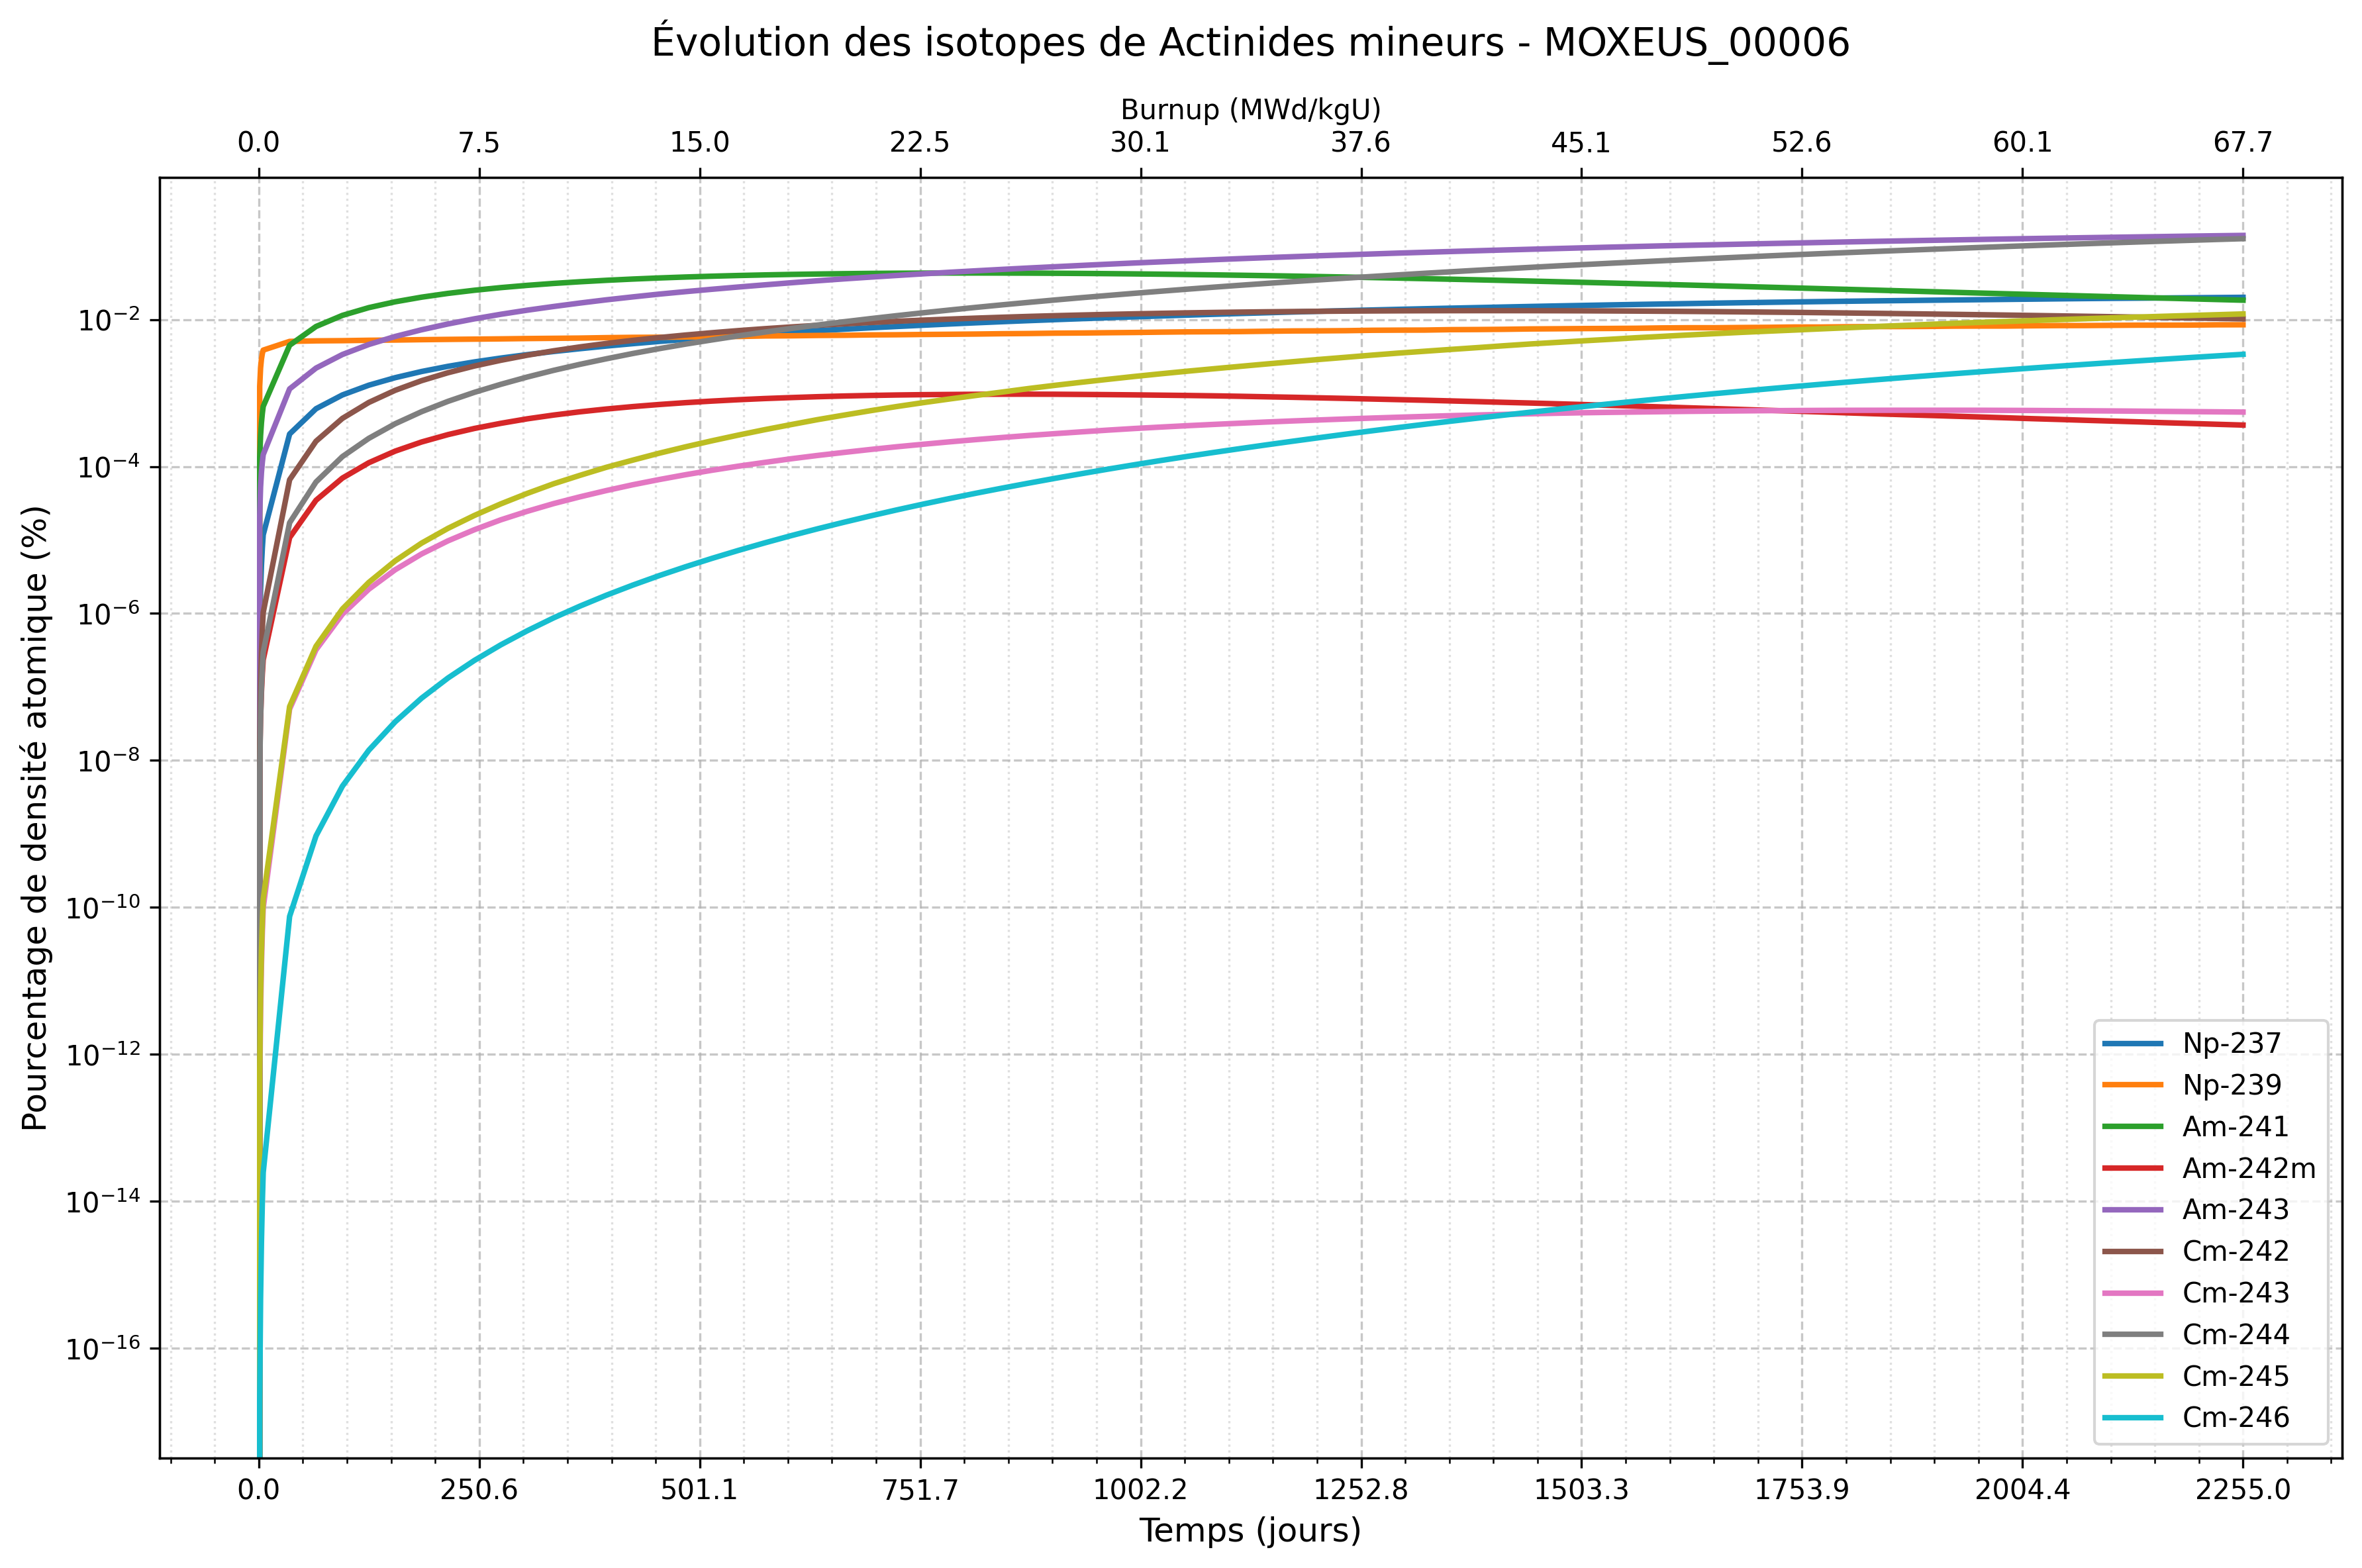 Évolution des isotopes de Actinides mineurs - MOXEUS_00006
Burnup (MWd/kgU)
0.0 7.5 15.0 22.5 30.1 37.6 45.1 52.6 60.1 67.7
Pourcentage de densité atomique (%)
10⁻²
10⁻⁴
10⁻⁶
10⁻⁸
10⁻¹⁰
10⁻¹²
10⁻¹⁴
10⁻¹⁶
Np-237
Np-239
Am-241
Am-242m
Am-243
Cm-242
Cm-243
Cm-244
Cm-245
Cm-246
0.0 250.6 501.1 751.7 1002.2 1252.8 1503.3 1753.9 2004.4 2255.0
Temps (jours)